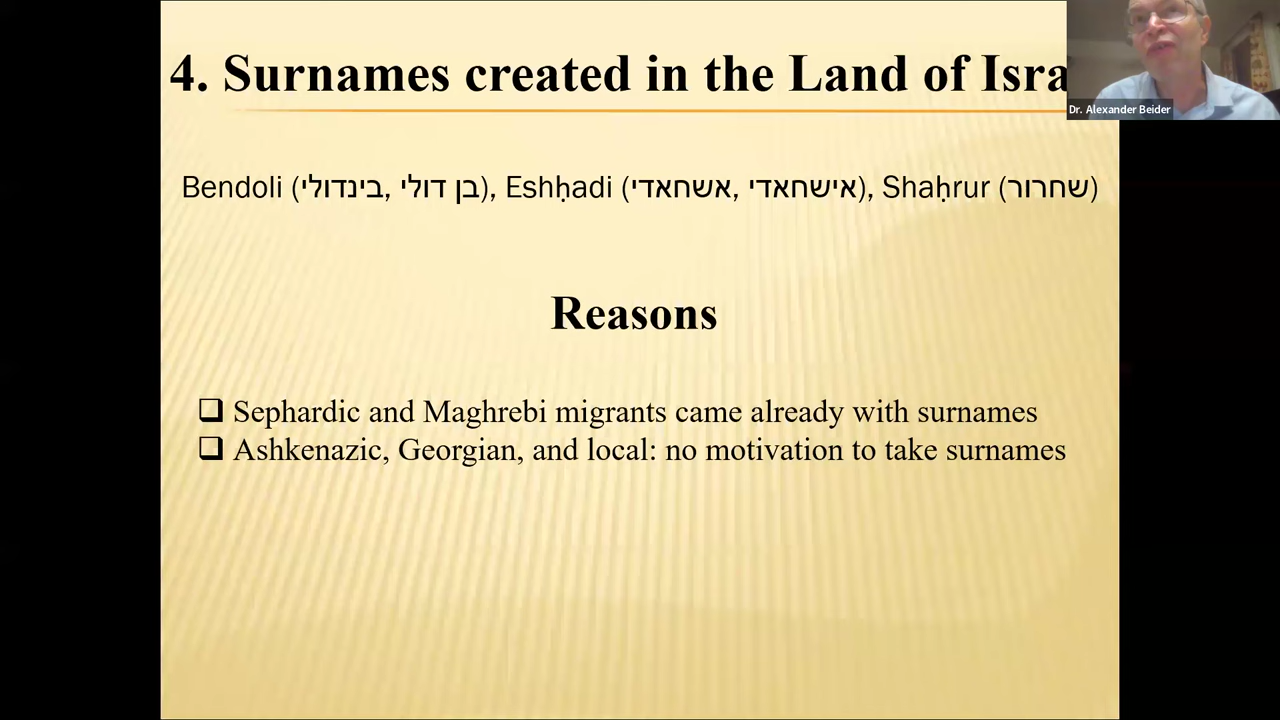 4. Surnames created in the Land of Isra
Dr. Alexander Beider
Bendoli (בן דולי, בינדולי), Eshḥadi (אישחאדי, אשחאדי), Shaḥrur (שחרור)
Reasons
❑ Sephardic and Maghrebi migrants came already with surnames
❑ Ashkenazic, Georgian, and local: no motivation to take surnames